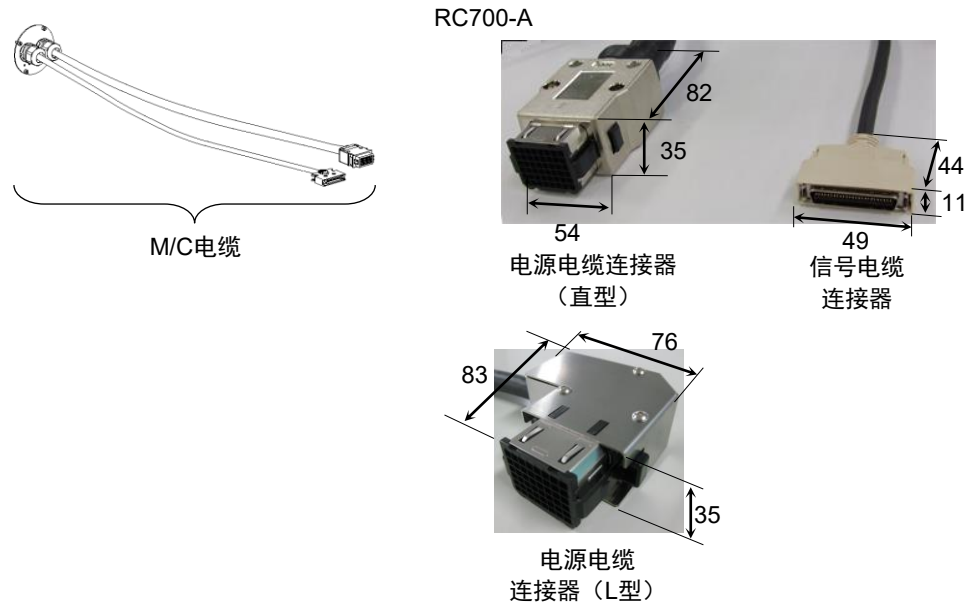 RC700-A
82
35
44
11
54
49
M/C电缆
电源电缆连接器
（直型）
信号电缆
连接器
76
83
35
电源电缆
连接器（L型）